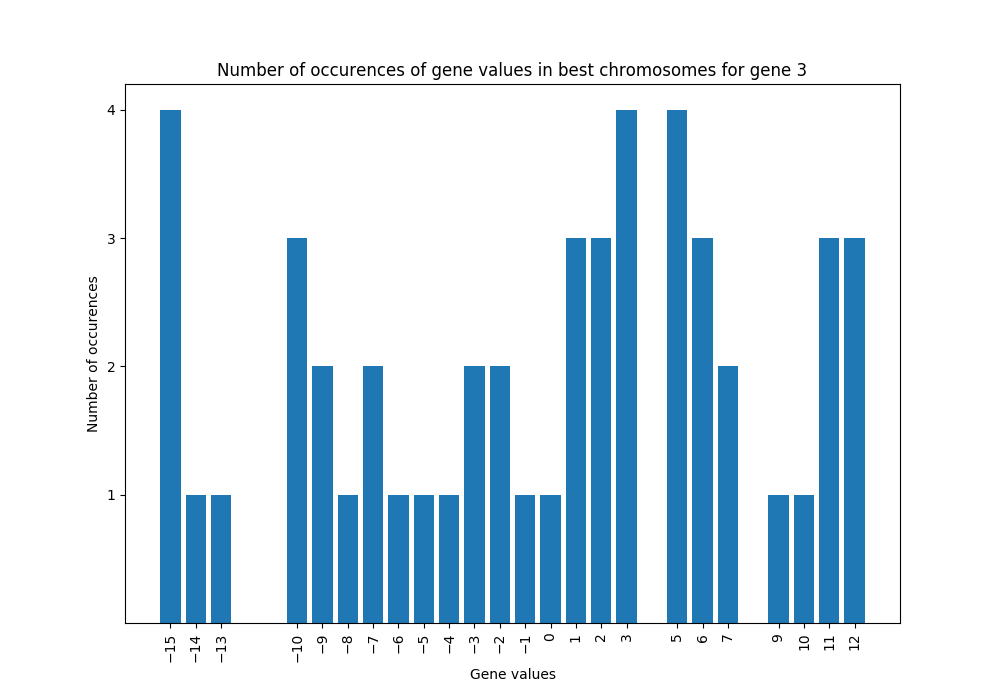 Number of occurences of gene values in best chromosomes for gene 3
4
3
2
1
Number of occurences
−15 −14 −13 −10 −9 −8 −7 −6 −5 −4 −3 −2 −1 0 1 2 3 5 6 7 9 10 11 12
Gene values